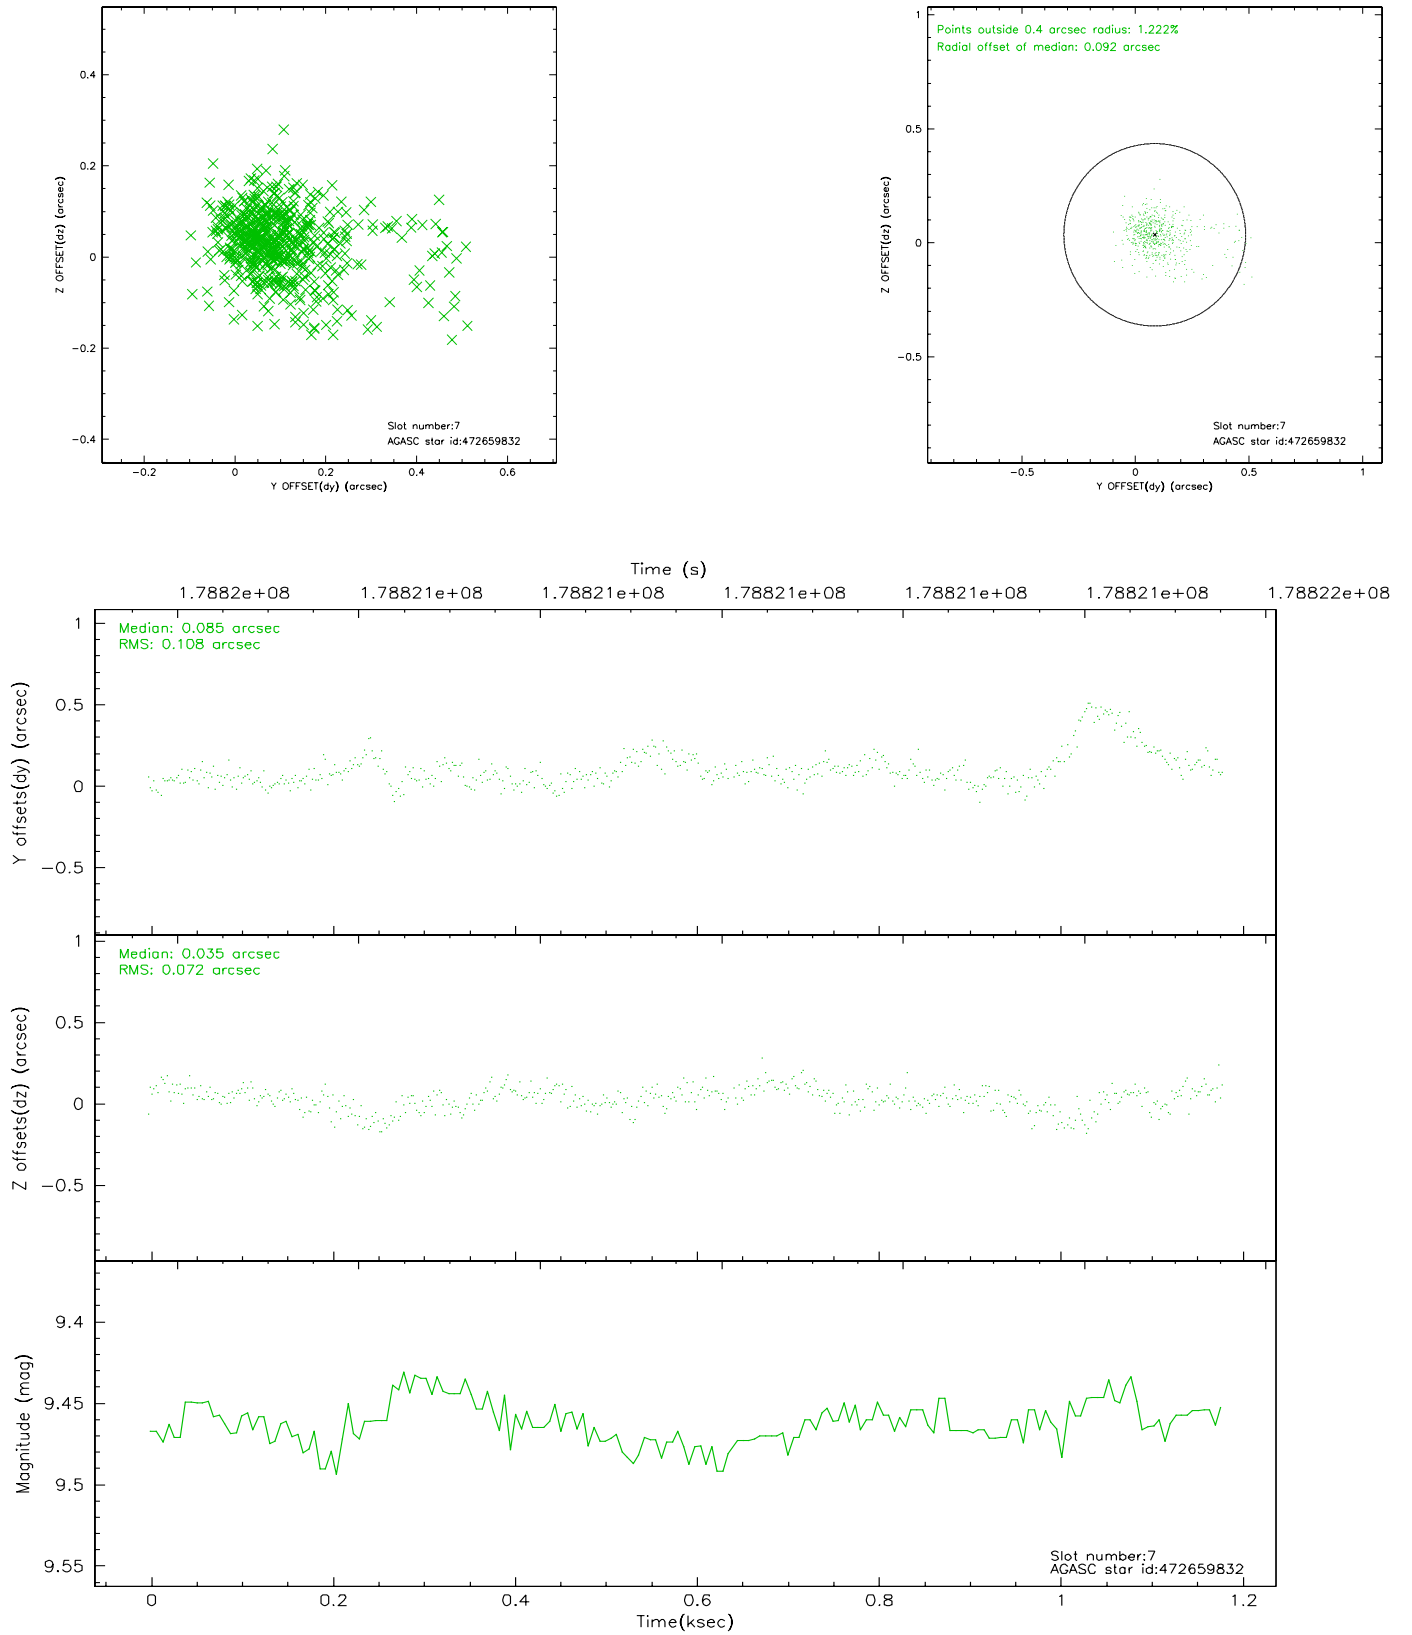 0.4
0.2
0
−0.2
−0.4
Z OFFSET(dz) (arcsec)
Slot number:7
AGASC star id:472659832
−0.2 0 0.2 0.4 0.6
Y OFFSET(dy) (arcsec)
Points outside 0.4 arcsec radius: 1.222%
Radial offset of median: 0.092 arcsec
1
0.5
0
−0.5
Z OFFSET(dz) (arcsec)
Slot number:7
AGASC star id:472659832
−0.5 0 0.5 1
Y OFFSET(dy) (arcsec)
Time (s)
1.7882e+08 1.78821e+08 1.78821e+08 1.78821e+08 1.78821e+08 1.78821e+08 1.78822e+08
Median: 0.085 arcsec
RMS: 0.108 arcsec
1
0.5
0
−0.5
Y offsets(dy) (arcsec)
Median: 0.035 arcsec
RMS: 0.072 arcsec
1
0.5
0
−0.5
Z offsets(dz) (arcsec)
9.4
9.45
9.5
9.55
Magnitude (mag)
Slot number:7
AGASC star id:472659832
0 0.2 0.4 0.6 0.8 1 1.2
Time(ksec)